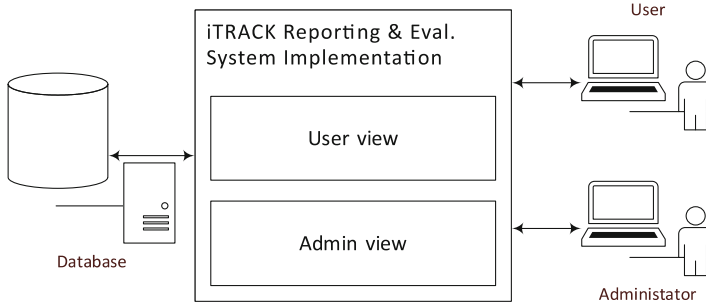 User
iTRACK Reporting & Eval.
System Implementation
User view
Admin view
Database
Administator